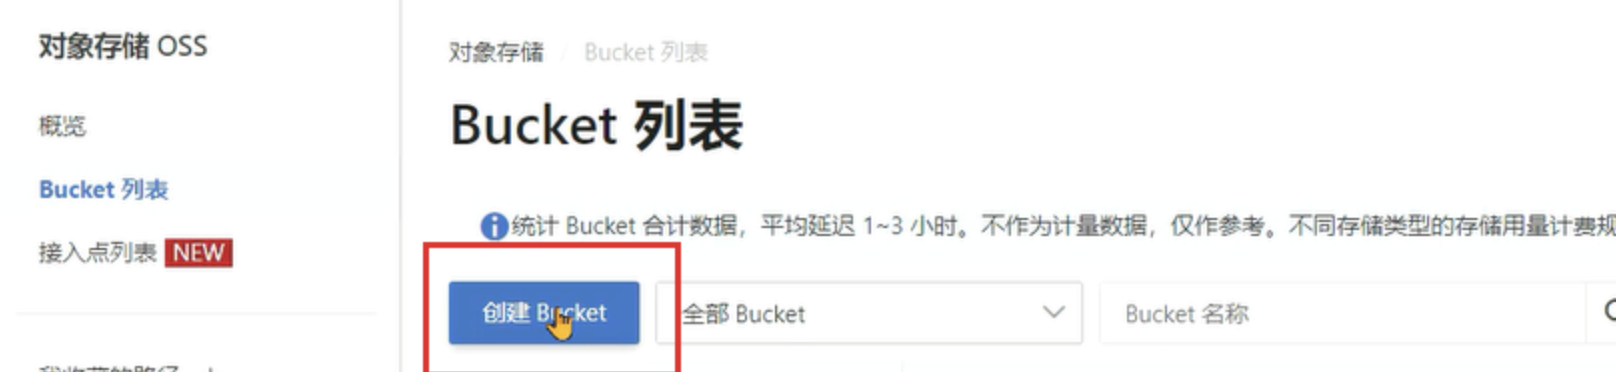 对象存储 OSS
概览
Bucket 列表
接入点列表 NEW
对象存储 / Bucket 列表
Bucket 列表
统计 Bucket 合计数据，平均延迟 1~3 小时。不作为计量数据，仅作参考。不同存储类型的存储用量计费规
创建 Bucket
全部 Bucket
Bucket 名称